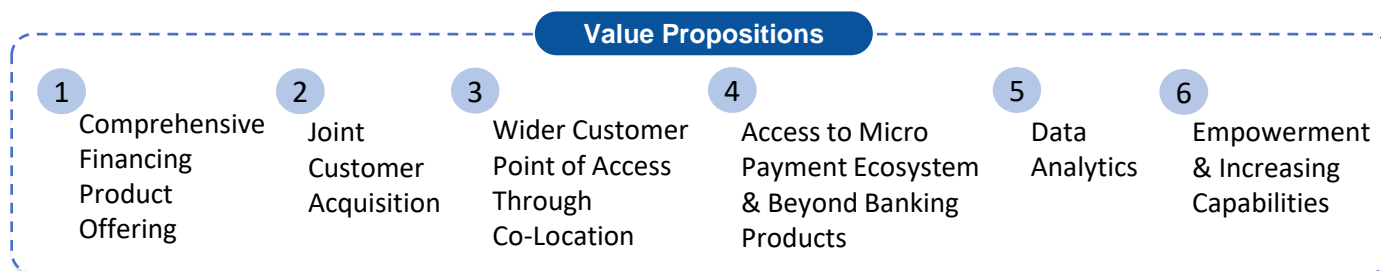 Value Propositions
1
Comprehensive
Financing
Product
Offering
2
Joint
Customer
Acquisition
3
Wider Customer
Point of Access
Through
Co-Location
4
Access to Micro
Payment Ecosystem
& Beyond Banking
Products
5
Data
Analytics
6
Empowerment
& Increasing
Capabilities